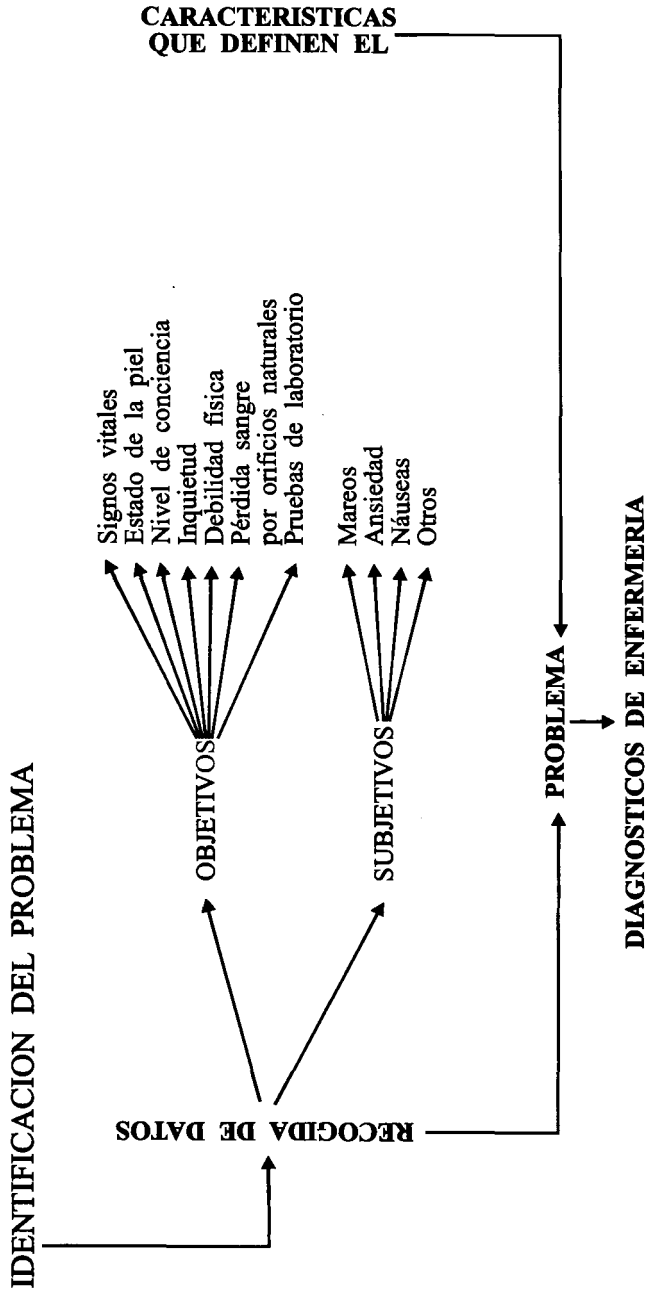 IDENTIFICACION DEL PROBLEMA
RECOGIDA DE DATOS
OBJETIVOS
Signos vitales
Estado de la piel
Nivel de conciencia
Inquietud
Debilidad física
Pérdida sangre
por orificios naturales
Pruebas de laboratorio
SUBJETIVOS
Mareos
Ansiedad
Náuseas
Otros
CARACTERISTICAS
QUE DEFINEN EL
PROBLEMA
DIAGNOSTICOS DE ENFERMERIA